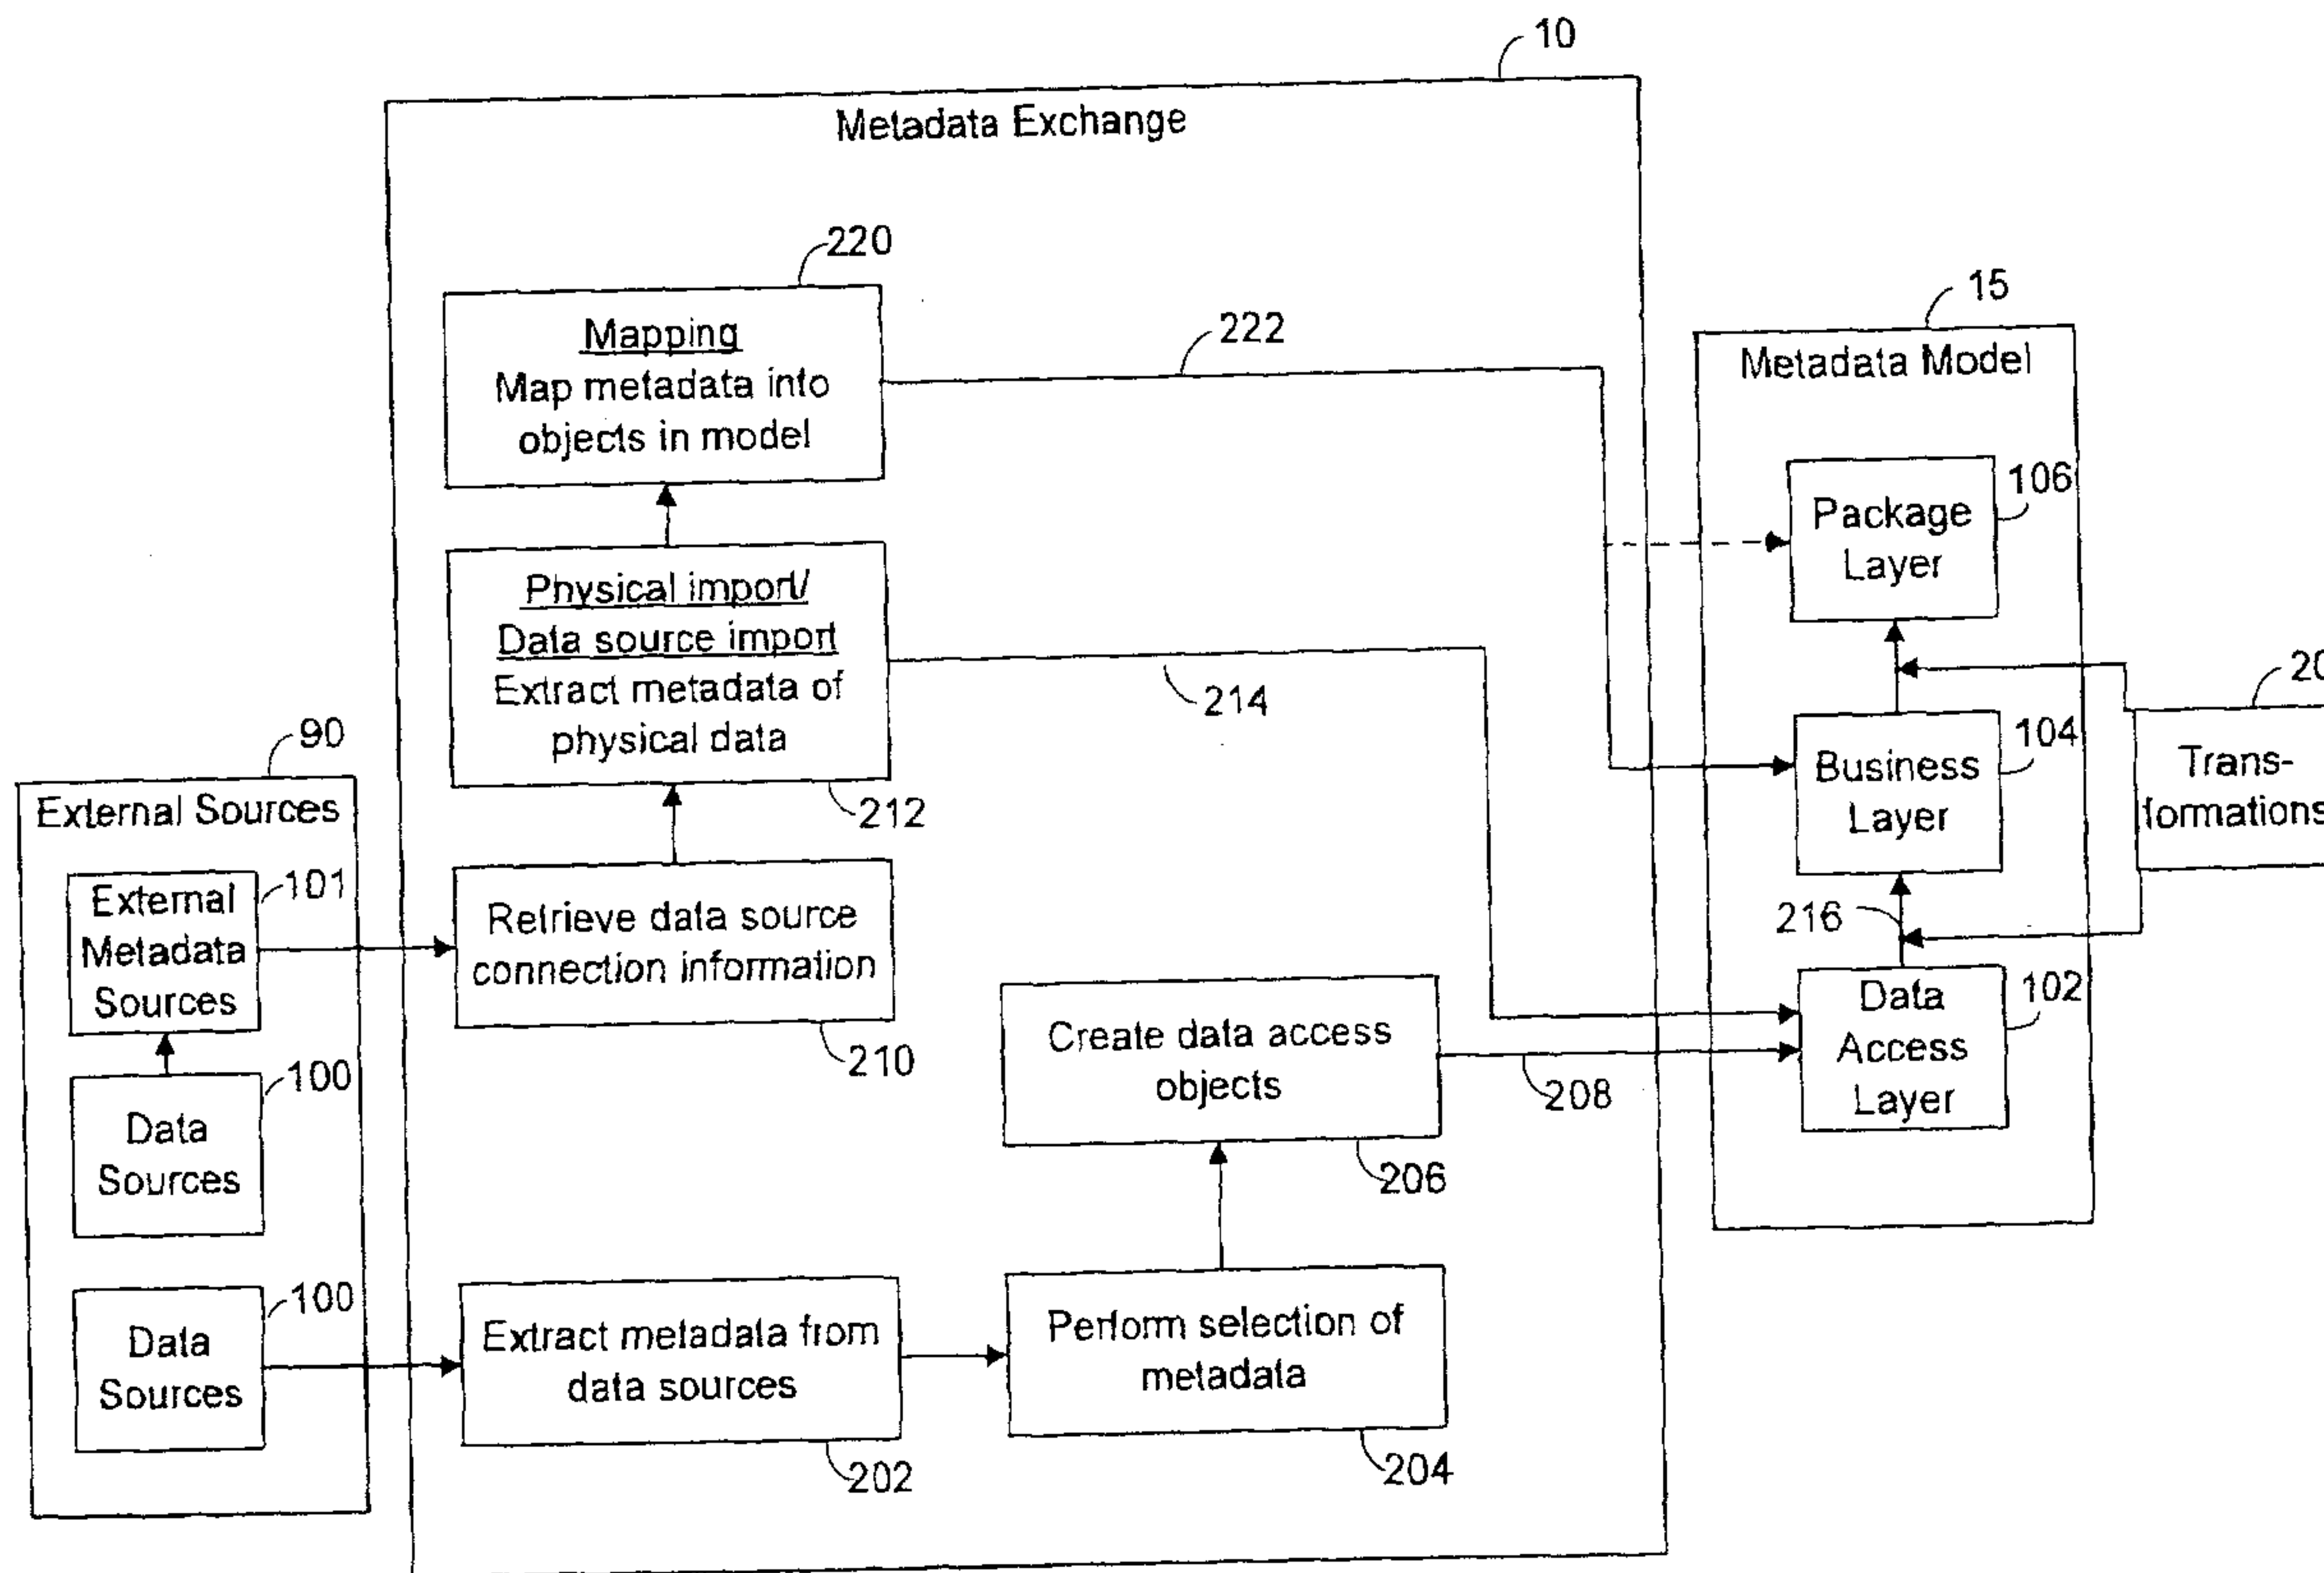 10
Metadata Exchange
220
Mapping
Map metadata into
objects in model
222
15
Metadata Model
106
Package
Layer
Physical import/
Data source import
Extract metadata of
physical data
212
214
20
104
Business
Layer
Trans-
formations
90
External Sources
101
External
Metadata
Sources
Retrieve data source
connection information
210
216
102
Data
Access
Layer
Create data access
objects
208
206
100
Data
Sources
100
Data
Sources
Extract metadata from
data sources
202
Perform selection of
metadata
204